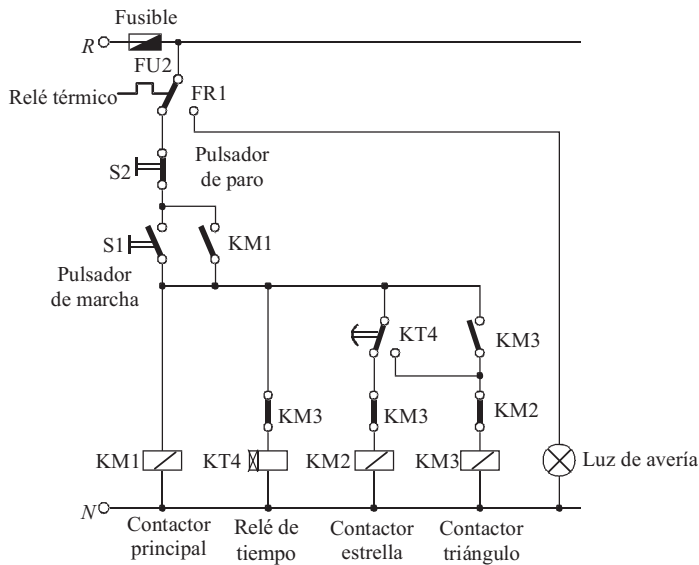 Fusible
R
FU2
Relé térmico
FR1
S2
Pulsador
de paro
S1
KM1
Pulsador
de marcha
KT4
KM3
KM3
KM3
KM2
KM1
KT4
KM2
KM3
Luz de avería
N
Contactor
principal
Relé de
tiempo
Contactor
estrella
Contactor
triángulo